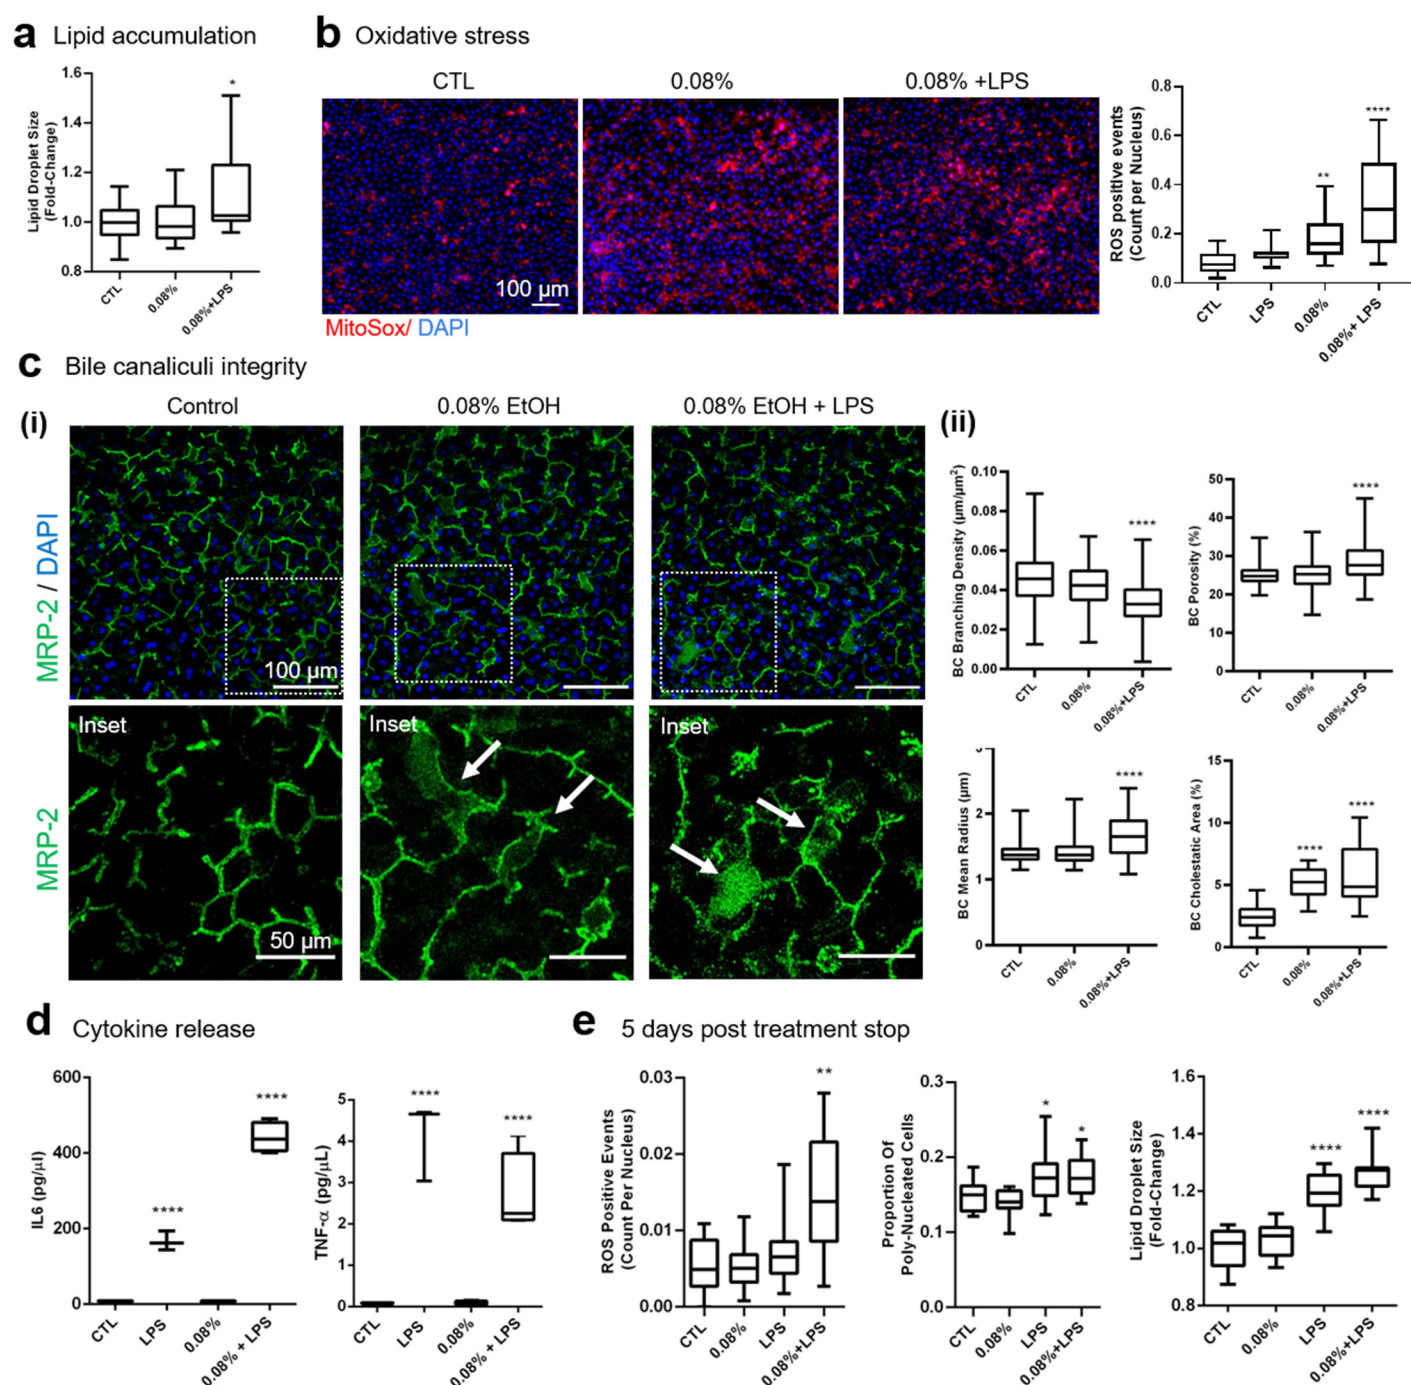 a Lipid accumulation
1.6
1.4
1.2
1.0
0.8
Lipid Droplet Size
(Fold-Change)
*
CTL
0.08%
0.08%+LPS
b Oxidative stress
CTL
0.08%
0.08% +LPS
100 µm
MitoSox/ DAPI
0.8
0.6
0.4
0.2
0.0
ROS positive events
(Count per Nucleus)
**
****
CTL
LPS
0.08%
0.08%+ LPS
c Bile canaliculi integrity
(i)
Control
0.08% EtOH
0.08% EtOH + LPS
MRP-2 / DAPI
100 µm
MRP-2
Inset
50 µm
Inset
Inset
(ii)
0.10
0.08
0.06
0.04
0.02
0.00
BC Branching Density (µm/µm²)
****
CTL
0.08%
0.08%+LPS
50
40
30
20
10
0
BC Porosity (%)
****
CTL
0.08%
0.08%+LPS
2
1
0
BC Mean Radius (µm)
****
CTL
0.08%
0.08%+LPS
15
10
5
0
BC Cholestatic Area (%)
****
****
CTL
0.08%
0.08%+LPS
d Cytokine release
600
400
200
0
IL6 (pg/µl)
****
****
CTL
LPS
0.08%
0.08% + LPS
5
4
3
2
1
0
TNF-α (pg/µL)
****
****
CTL
LPS
0.08%
0.08% + LPS
e 5 days post treatment stop
0.03
0.02
0.01
0.00
ROS Positive Events
(Count Per Nucleus)
**
CTL
0.08%
LPS
0.08%+LPS
0.3
0.2
0.1
0.0
Proportion Of
Poly-Nucleated Cells
*
*
CTL
0.08%
LPS
0.08%+LPS
1.6
1.4
1.2
1.0
0.8
Lipid Droplet Size
(Fold-Change)
****
****
CTL
0.08%
LPS
0.08%+LPS